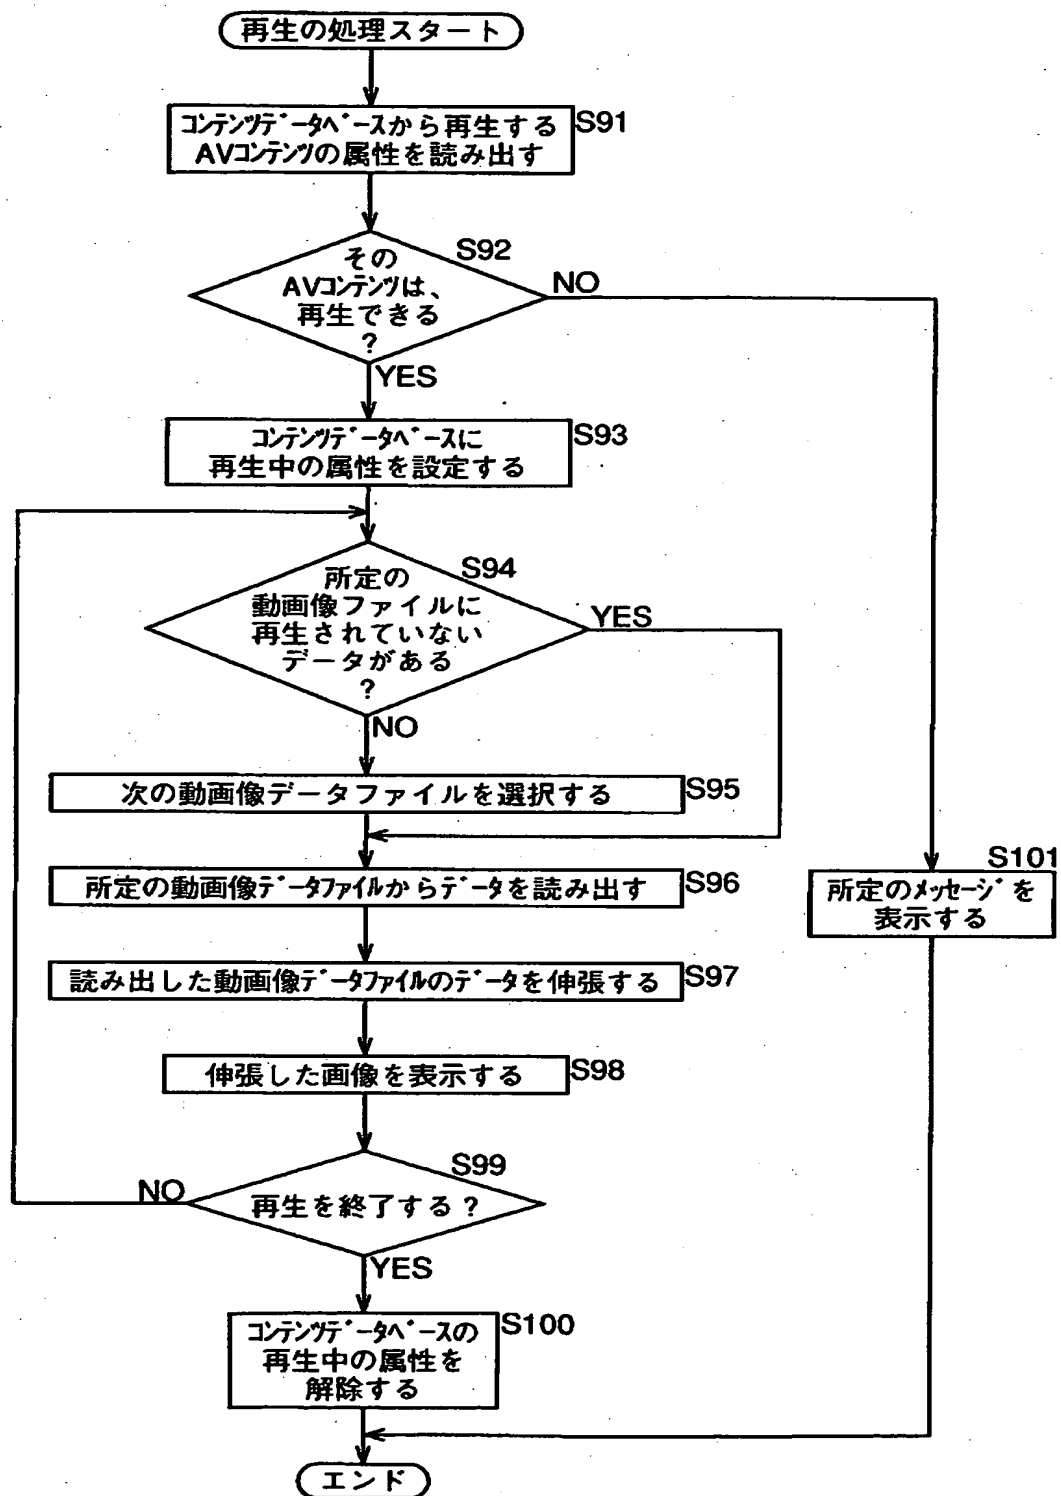 再生の処理スタート
コンテンツデータベースから再生する
AVコンテンツの属性を読み出す
S91
その
AVコンテンツは、
再生できる
?
S92
NO
YES
コンテンツデータベースに
再生中の属性を設定する
S93
所定の
動画像ファイルに
再生されていない
データがある
?
S94
YES
NO
次の動画像データファイルを選択する
S95
所定の動画像データファイルからデータを読み出す
S96
S101
所定のメッセージを
表示する
読み出した動画像データファイルのデータを伸張する
S97
伸張した画像を表示する
S98
再生を終了する?
S99
NO
YES
コンテンツデータベースの
再生中の属性を
解除する
S100
エンド